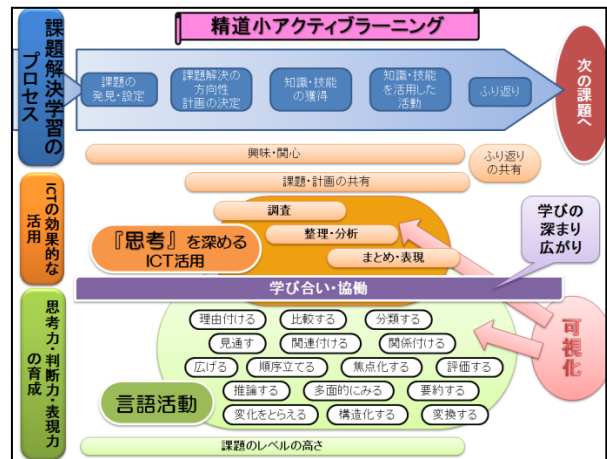 精道小アクティブラーニング
課題解決学習の
プロセス
課題の
発見・設定
課題解決の
方向性
計画の決定
知識・技能
の獲得
知識・技能
を活用した
活動
ふり返り
次の課題へ
興味・関心
ふり返り
の共有
課題・計画の共有
ICTの効果的な
活用
調査
『思考』を深める
ICT活用
整理・分析
まとめ・表現
学びの
深まり
広がり
学び合い・協働
思考力・判断力・表現力
の育成
理由付ける
比較する
分類する
見通す
関連付ける
関係付ける
可視化
広げる
順序立てる
焦点化する
評価する
推論する
多面的にみる
要約する
言語活動
変化をとらえる
構造化する
変換する
課題のレベルの高さ